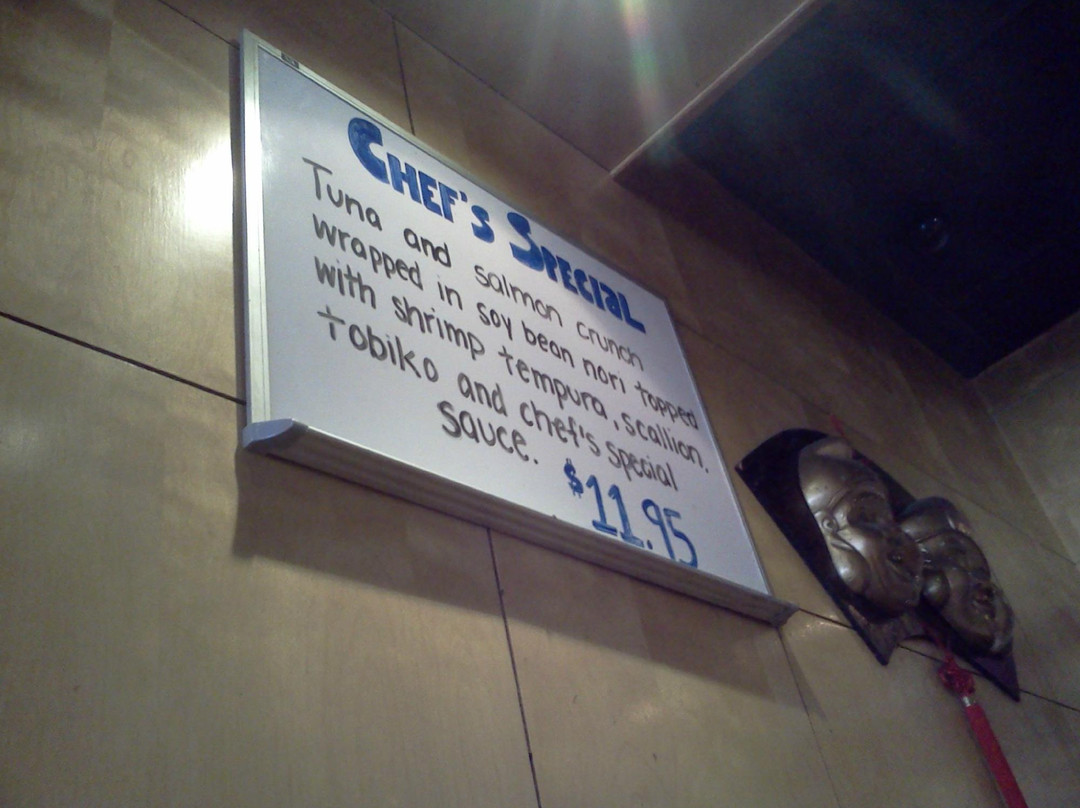 CHEF'S SPECIAL
Tuna and salmon crunch
wrapped in soy bean nori topped
with shrimp tempura, scallion.
tobiko and chef's special
sauce.
$11.95